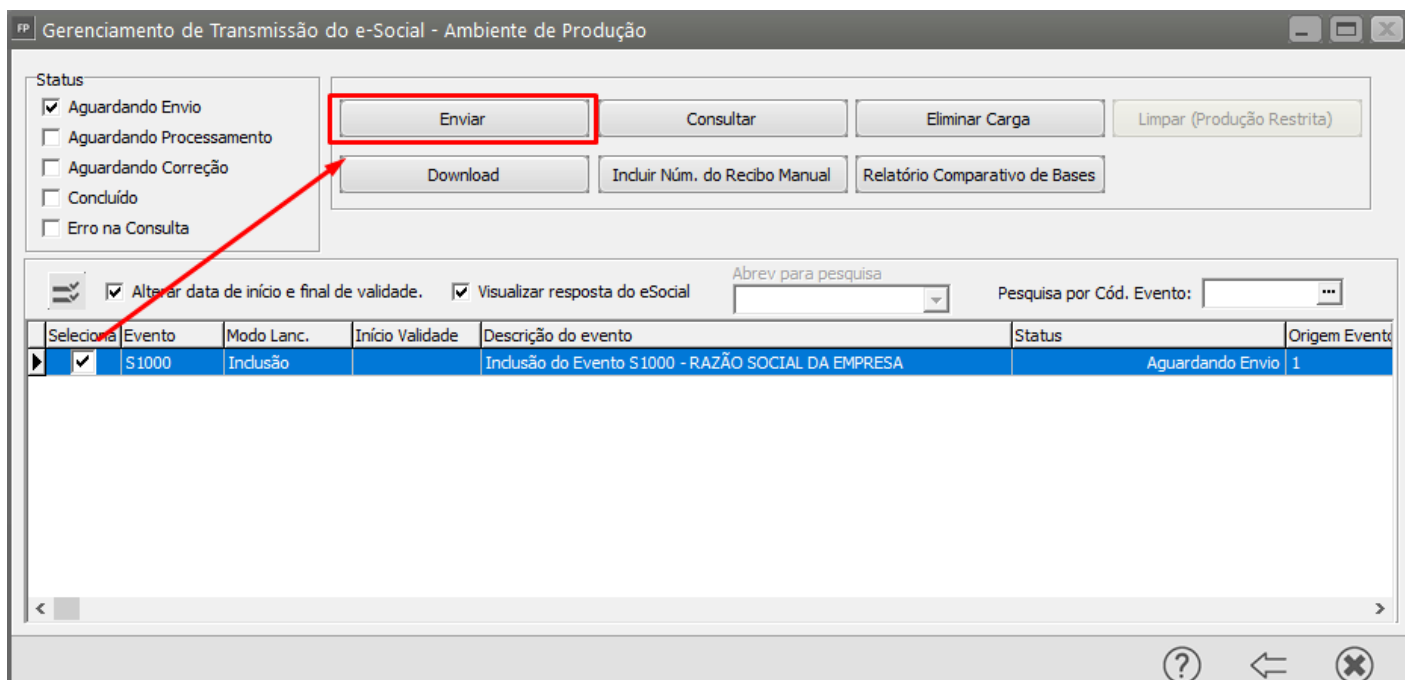 FP Gerenciamento de Transmissão do e-Social - Ambiente de Produção
Status
Aguardando Envio
Aguardando Processamento
Aguardando Correção
Concluído
Erro na Consulta
Enviar
Consultar
Eliminar Carga
Limpar (Produção Restrita)
Download
Incluir Núm. do Recibo Manual
Relatório Comparativo de Bases
Alterar data de início e final de validade.
Visualizar resposta do eSocial
Abrev para pesquisa
Pesquisa por Cód. Evento:
...
Seleciona Evento Modo Lanc. Início Validade Descrição do evento Status Origem Evento
S1000 Inclusão Inclusão do Evento S1000 - RAZÃO SOCIAL DA EMPRESA Aguardando Envio 1
?